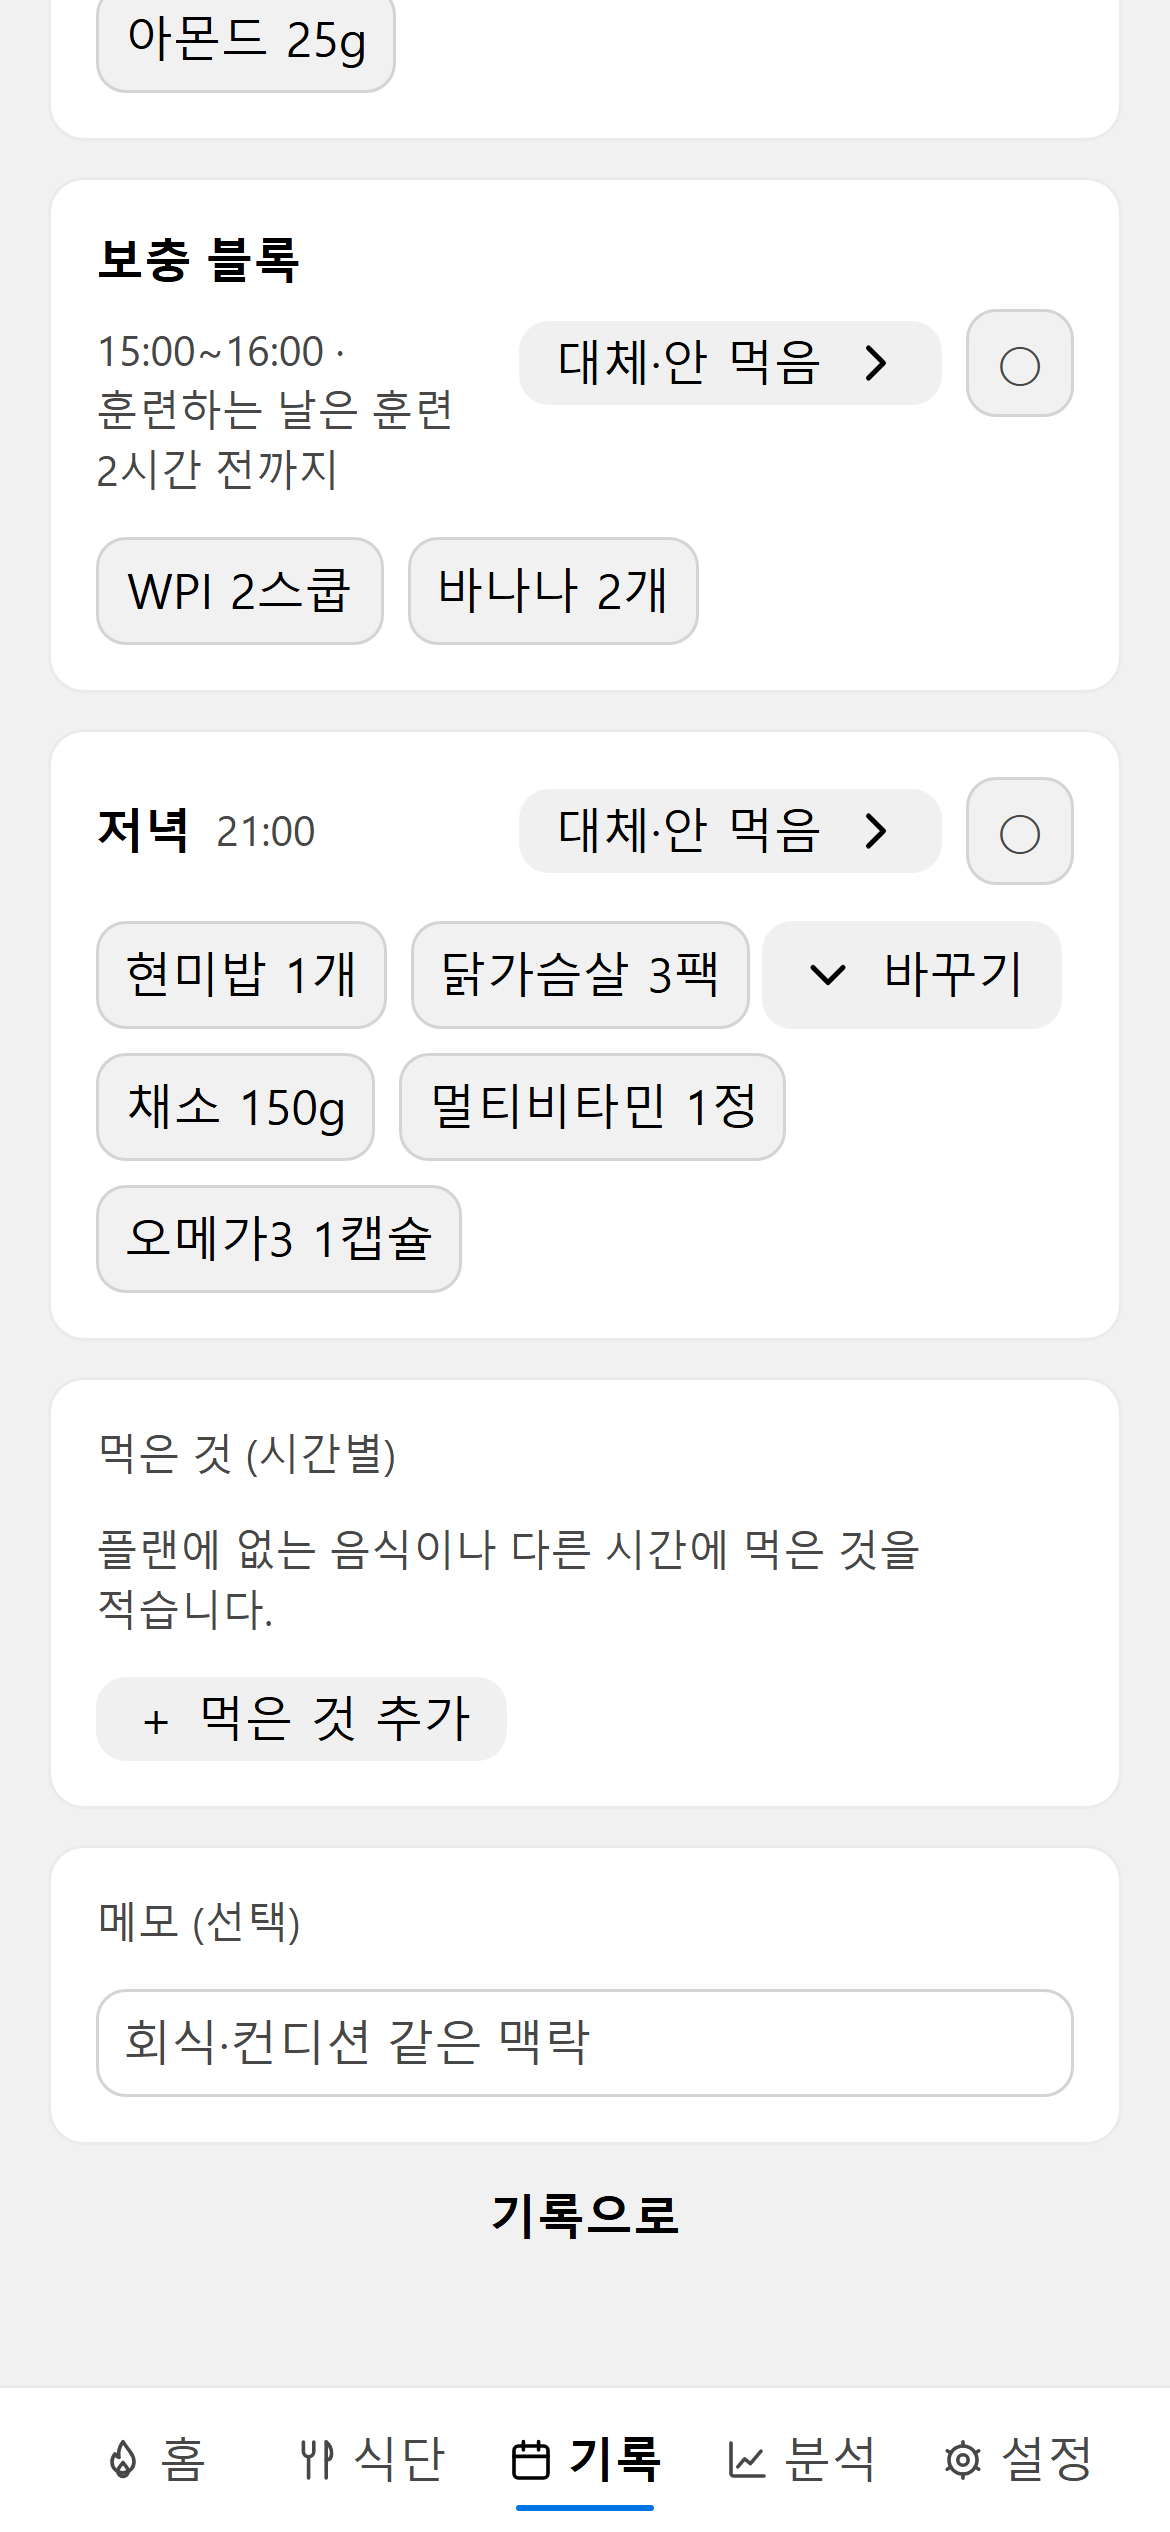 아몬드 25g
보충 블록
15:00~16:00 ·
훈련하는 날은 훈련
2시간 전까지
대체·안 먹음
WPI 2스쿱
바나나 2개
저녁 21:00
대체·안 먹음
현미밥 1개
닭가슴살 3팩
바꾸기
채소 150g
멀티비타민 1정
오메가3 1캡슐
먹은 것 (시간별)
플랜에 없는 음식이나 다른 시간에 먹은 것을
적습니다.
+ 먹은 것 추가
메모 (선택)
회식·컨디션 같은 맥락
기록으로
홈
식단
기록
분석
설정